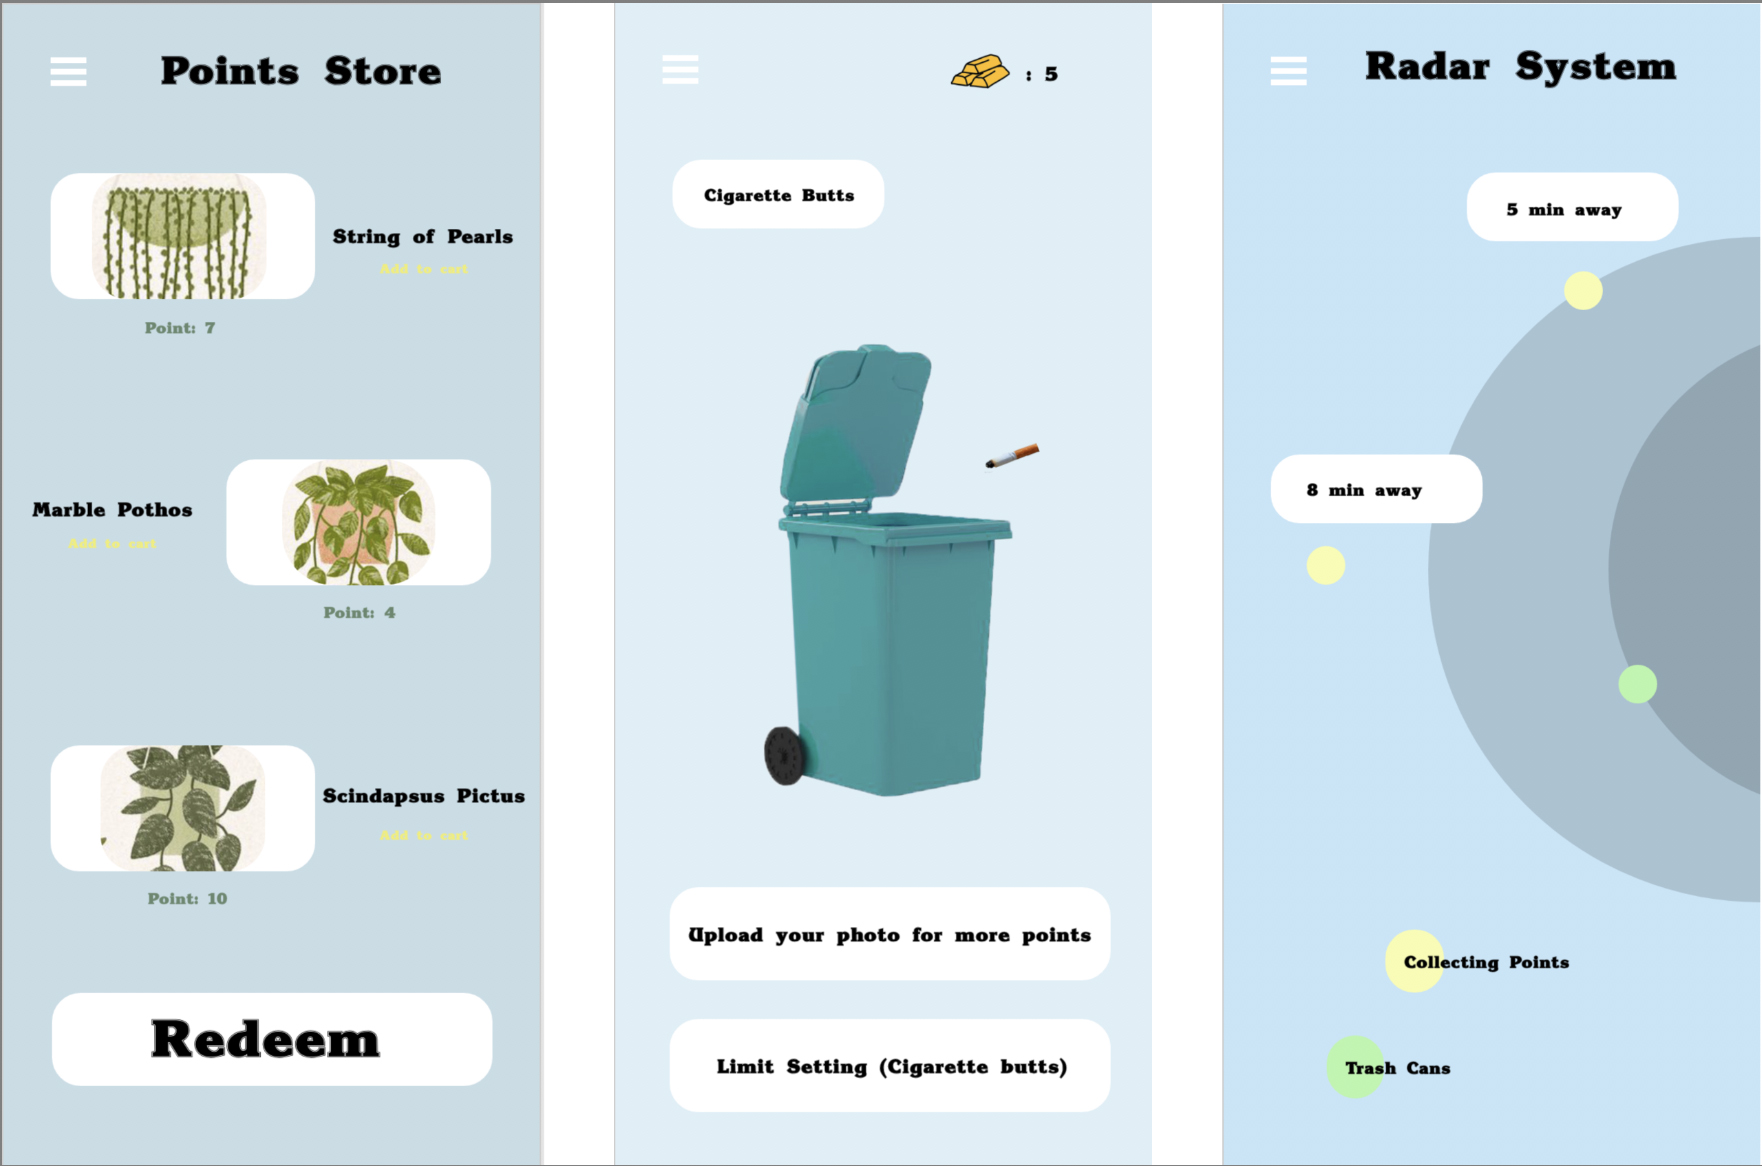 Points Store
String of Pearls
Add to cart
Point: 7
Marble Pothos
Add to cart
Point: 4
Scindapsus Pictus
Add to cart
Point: 10
Redeem
: 5
Cigarette Butts
Upload your photo for more points
Limit Setting (Cigarette butts)
Radar System
5 min away
8 min away
Collecting Points
Trash Cans